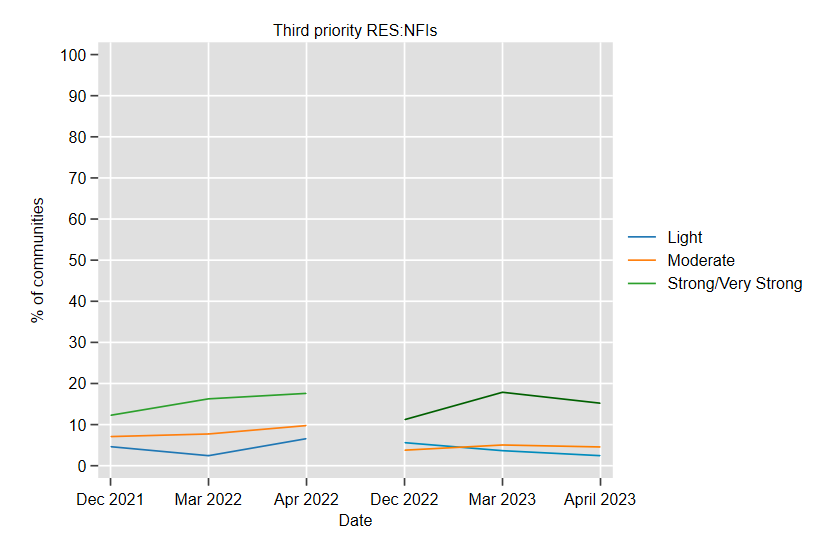 Third priority RES:NFIs
100
90
80
70
60
50
40
30
20
10
0
% of communities
Dec 2021 Mar 2022 Apr 2022 Dec 2022 Mar 2023 April 2023
Date
Light
Moderate
Strong/Very Strong